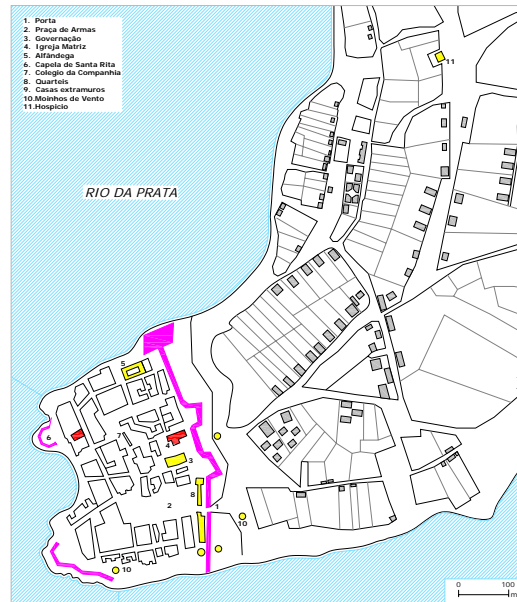 1. Porta
2. Praça de Armas
3. Governação
4. Igreja Matriz
5. Alfândega
6. Capela de Santa Rita
7. Colegio da Companhia
8. Quarteis
9. Casas extramuros
10.Moinhos de Vento
11.Hospicio
11
RIO DA PRATA
5
6
7
4
3
8
2
1
10
10
0 100
m